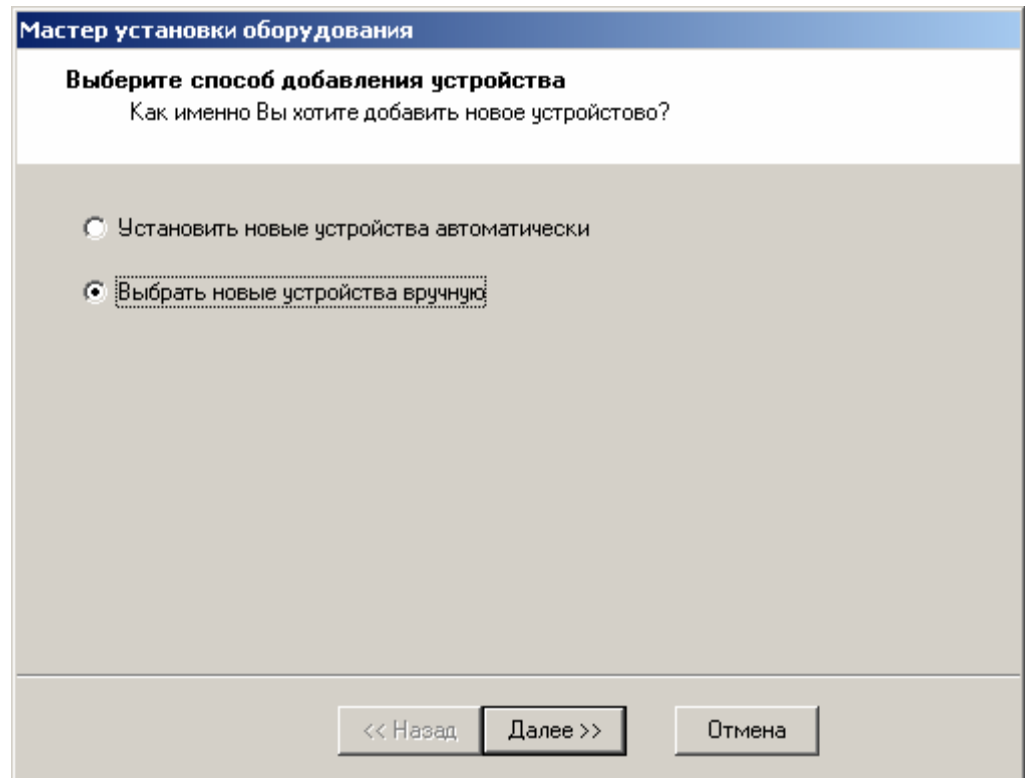 Мастер установки оборудования
Выберите способ добавления устройства
Как именно Вы хотите добавить новое устройстово?
Установить новые устройства автоматически
Выбрать новые устройства вручную
<< Назад Далее >> Отмена